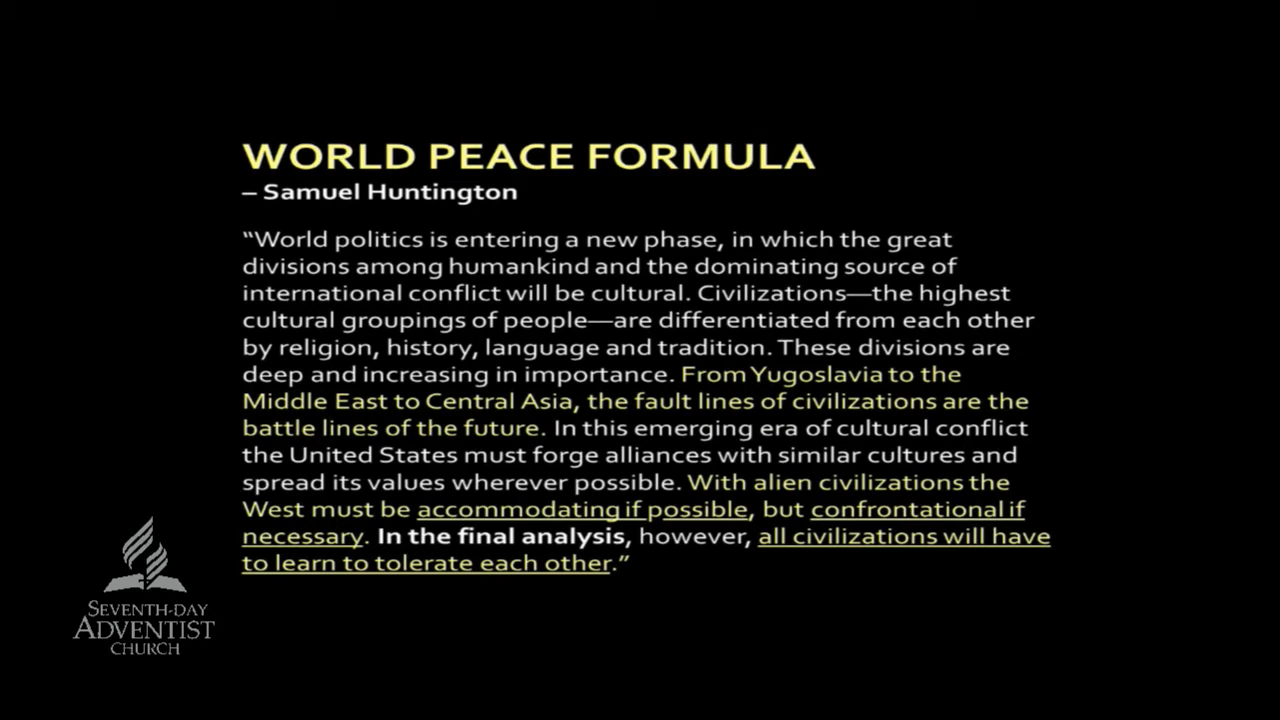 WORLD PEACE FORMULA
– Samuel Huntington
“World politics is entering a new phase, in which the great
divisions among humankind and the dominating source of
international conflict will be cultural. Civilizations—the highest
cultural groupings of people—are differentiated from each other
by religion, history, language and tradition. These divisions are
deep and increasing in importance. From Yugoslavia to the
Middle East to Central Asia, the fault lines of civilizations are the
battle lines of the future. In this emerging era of cultural conflict
the United States must forge alliances with similar cultures and
spread its values wherever possible. With alien civilizations the
West must be accommodating if possible, but confrontational if
necessary. In the final analysis, however, all civilizations will have
to learn to tolerate each other.”
SEVENTH-DAY
ADVENTIST
CHURCH